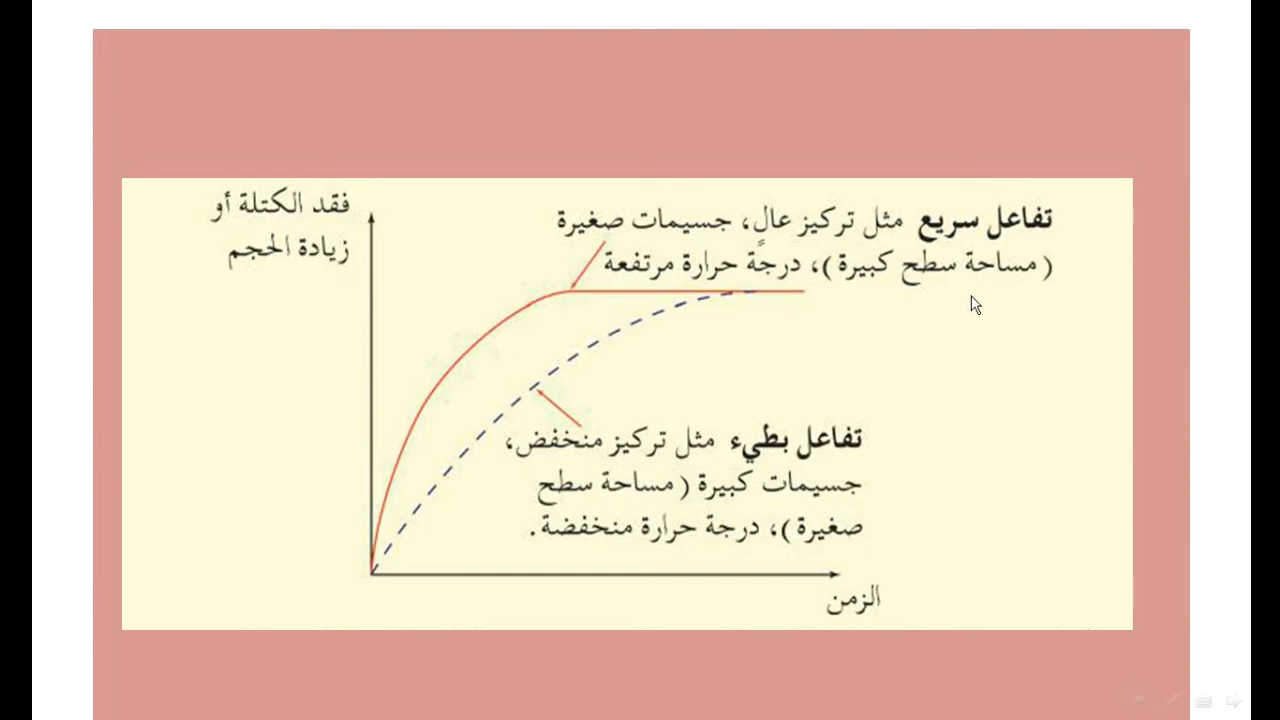 فقد الكتلة أو
زيادة الحجم
تفاعل سريع مثل تركيز عالٍ، جسيمات صغيرة
(مساحة سطح كبيرة)، درجة حرارة مرتفعة
تفاعل بطيء مثل تركيز منخفض،
جسيمات كبيرة (مساحة سطح
صغيرة)، درجة حرارة منخفضة.
الزمن